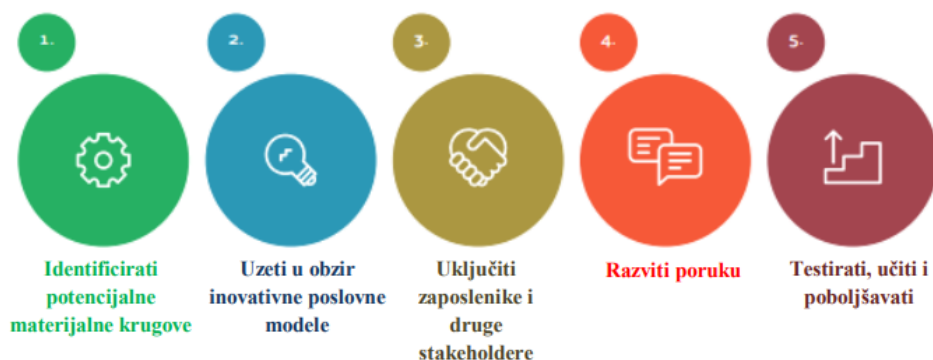 1.
2.
3.
4.
5.
Identificirati
potencijalne
materijalne krugove
Uzeti u obzir
inovativne poslovne
modele
Uključiti
zaposlenike i
druge
stakeholdere
Razviti poruku
Testirati, učiti i
poboljšavati